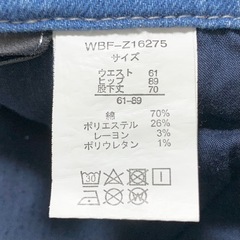 WBF-Z16275
サイズ
ウエスト 61
ヒップ 89
股下丈 70
61-89
綿 70%
ポリエステル 26%
レーヨン 3%
ポリウレタン 1%
30